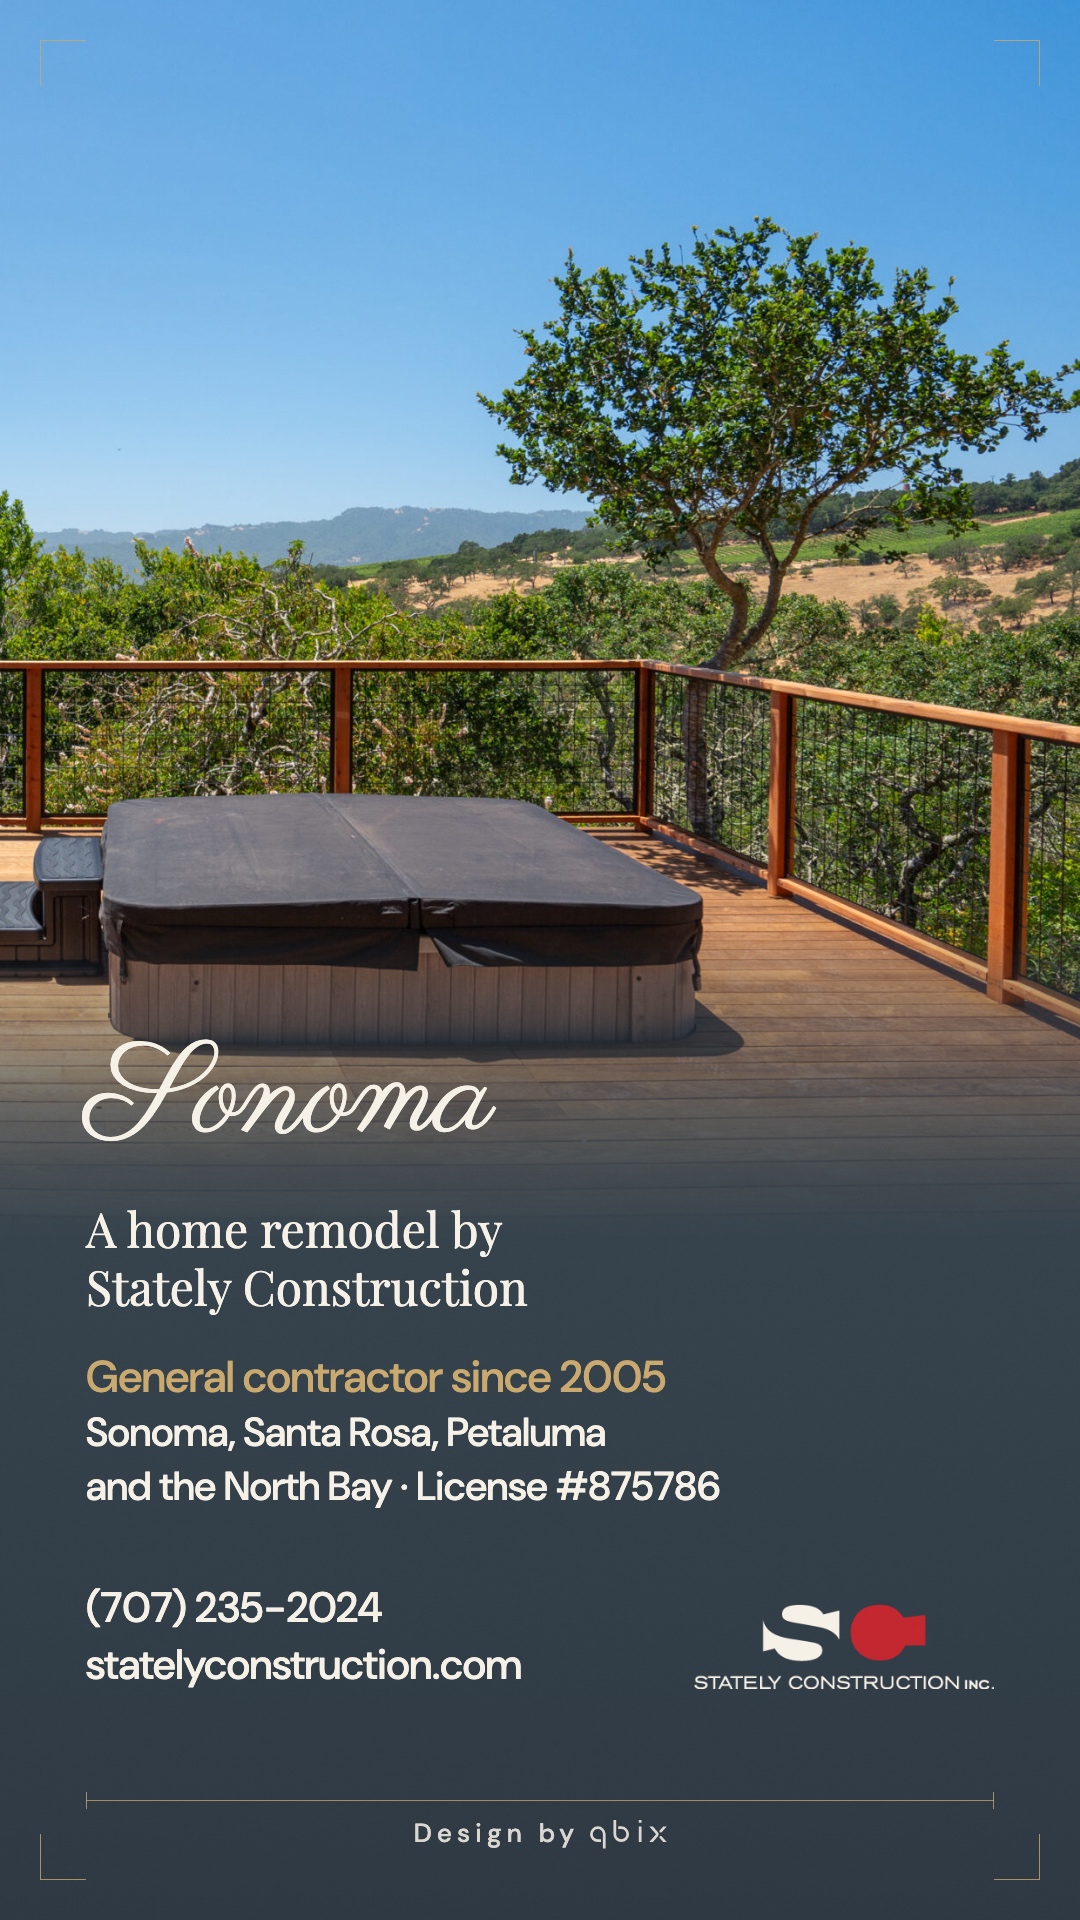 Sonoma
A home remodel by
Stately Construction
General contractor since 2005
Sonoma, Santa Rosa, Petaluma
and the North Bay · License #875786
(707) 235-2024
statelyconstruction.com
SC
STATELY CONSTRUCTION INC.
Design by qbix